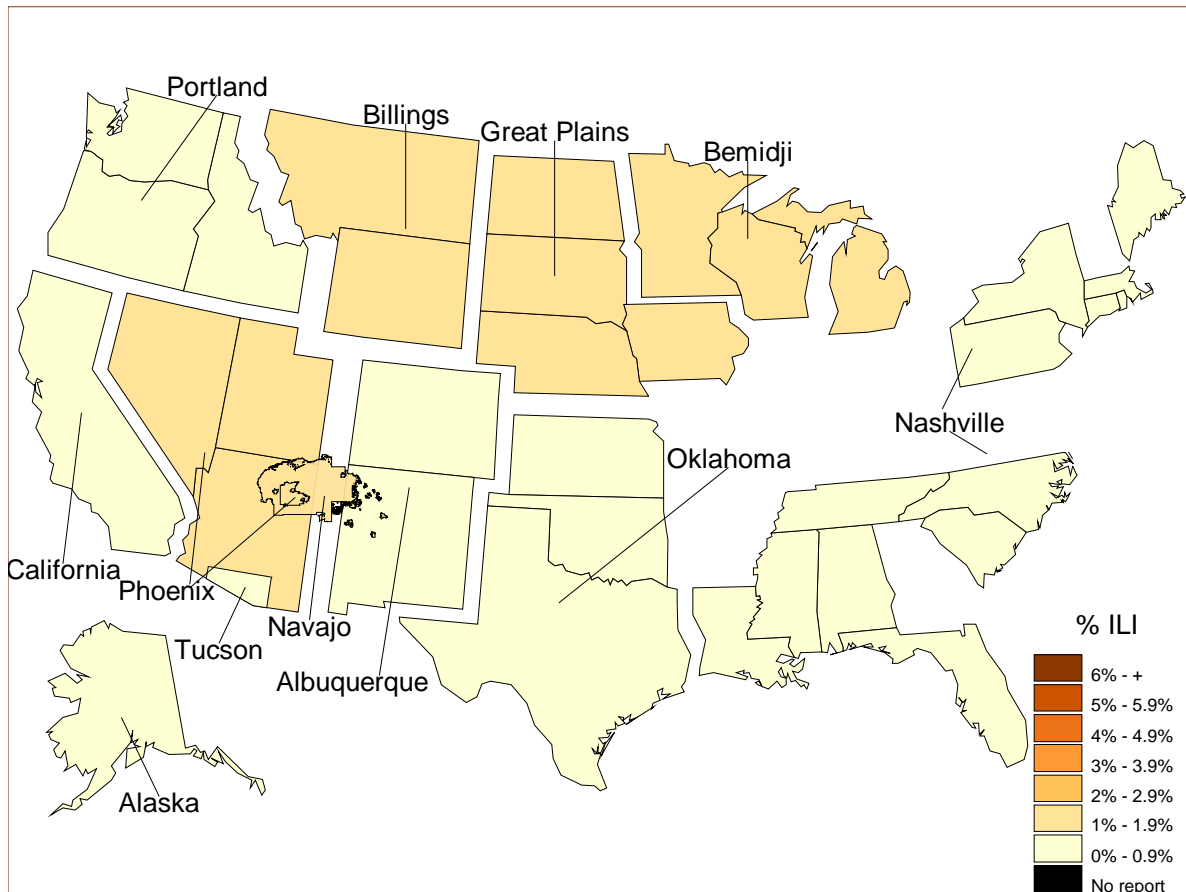 Portland
Billings
Great Plains
Bemidji
Nashville
Oklahoma
California
Phoenix
Navajo
Tucson
Albuquerque
Alaska
% ILI
6% - +
5% - 5.9%
4% - 4.9%
3% - 3.9%
2% - 2.9%
1% - 1.9%
0% - 0.9%
No report